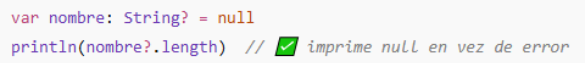 var nombre: String? = null
println(nombre?.length) // ✅ imprime null en vez de error